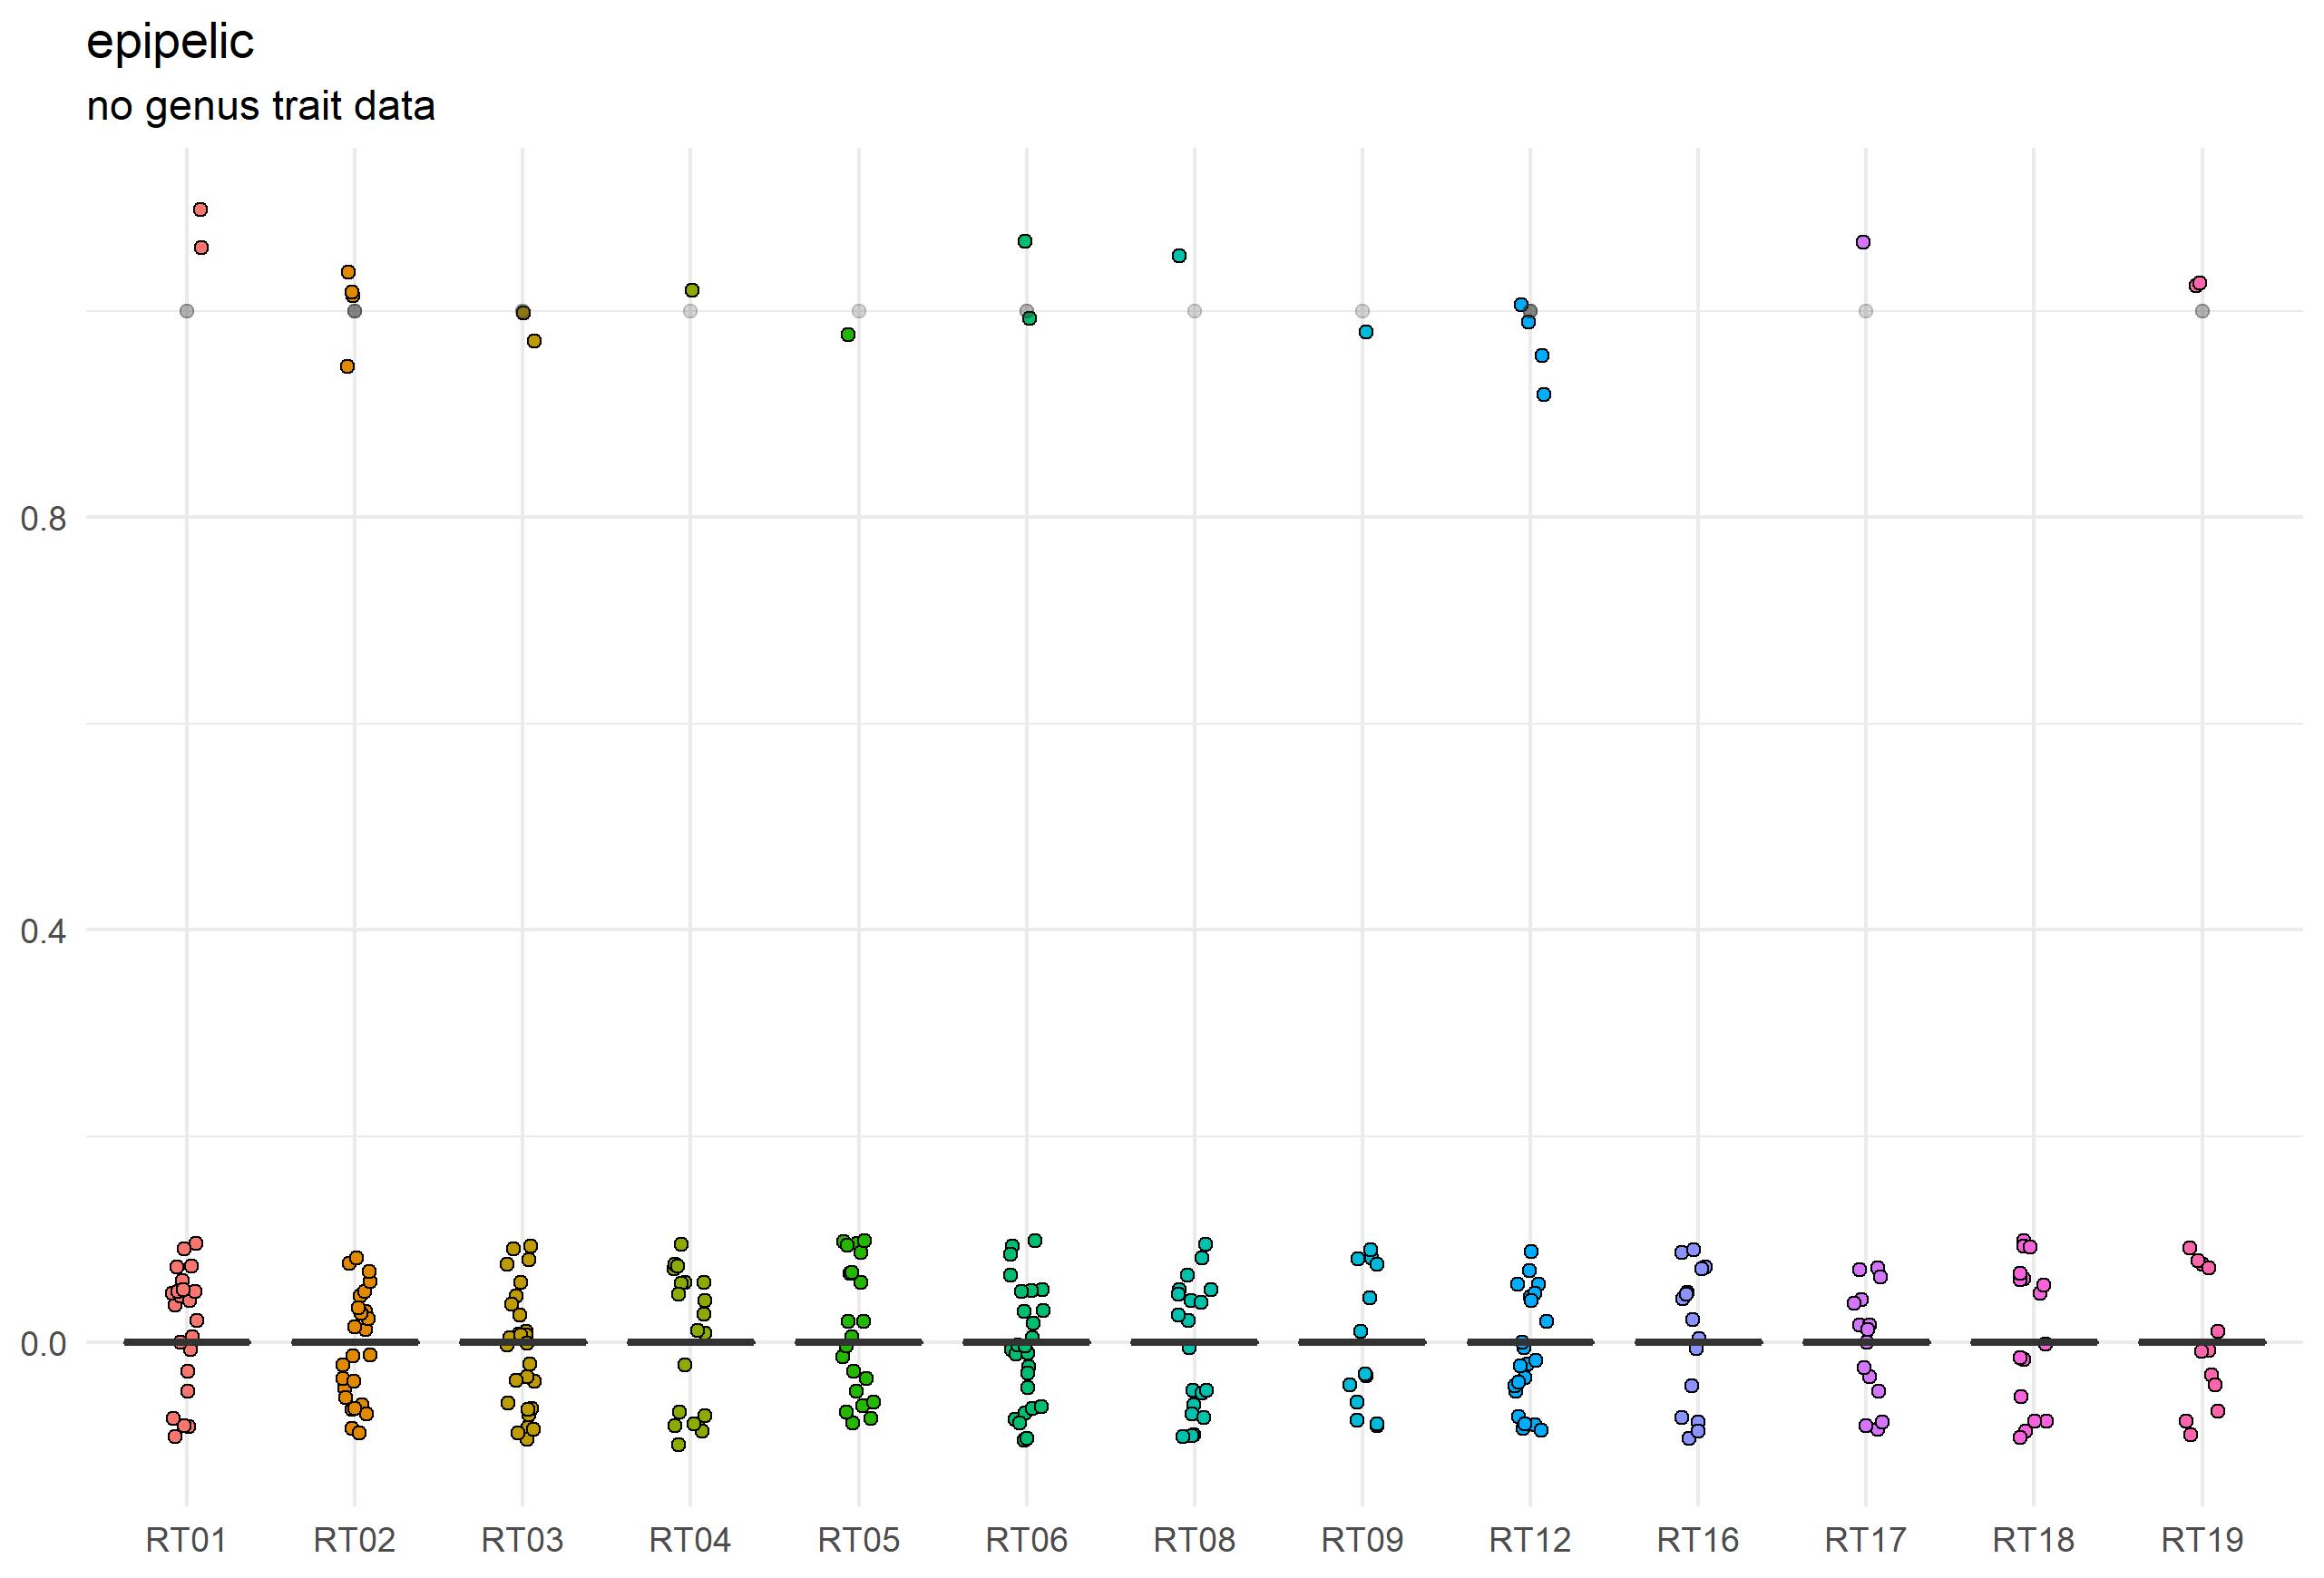 epipelic
no genus trait data
0.8
0.4
0.0
RT01 RT02 RT03 RT04 RT05 RT06 RT08 RT09 RT12 RT16 RT17 RT18 RT19